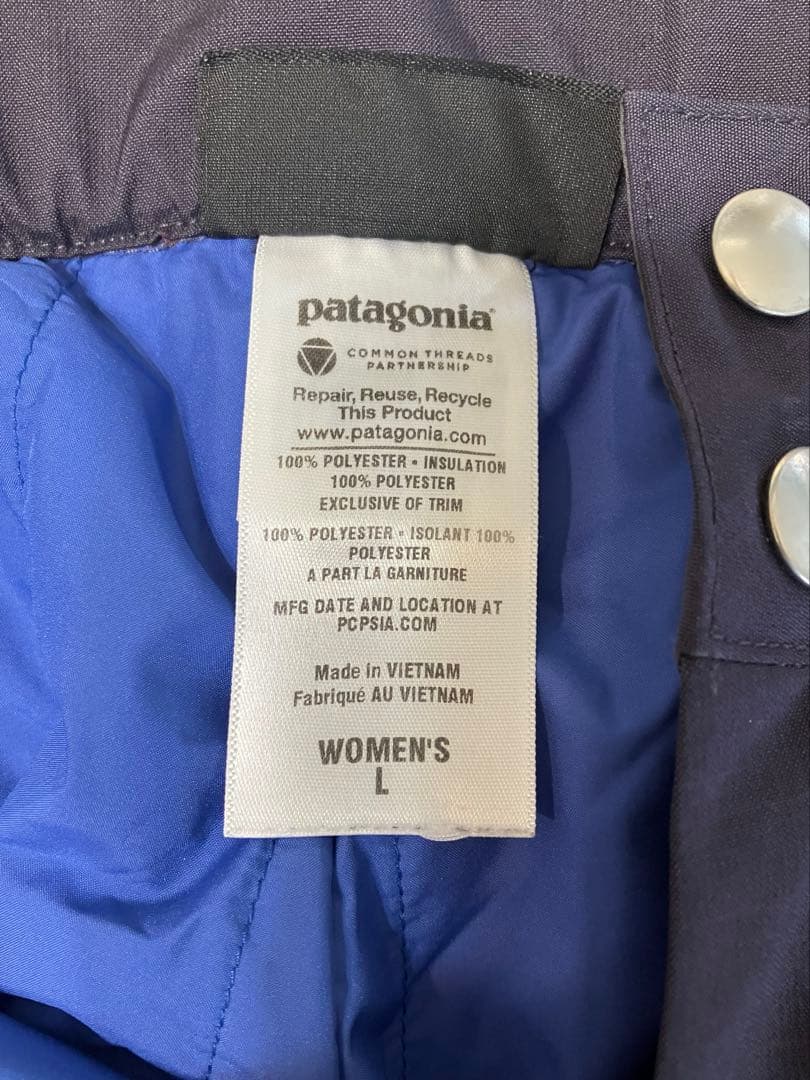 patagonia®
COMMON THREADS
PARTNERSHIP
Repair, Reuse, Recycle
This Product
www.patagonia.com
100% POLYESTER • INSULATION
100% POLYESTER
EXCLUSIVE OF TRIM
100% POLYESTER • ISOLANT 100%
POLYESTER
A PART LA GARNITURE
MFG DATE AND LOCATION AT
PCPSIA.COM
Made in VIETNAM
Fabriqué AU VIETNAM
WOMEN'S
L